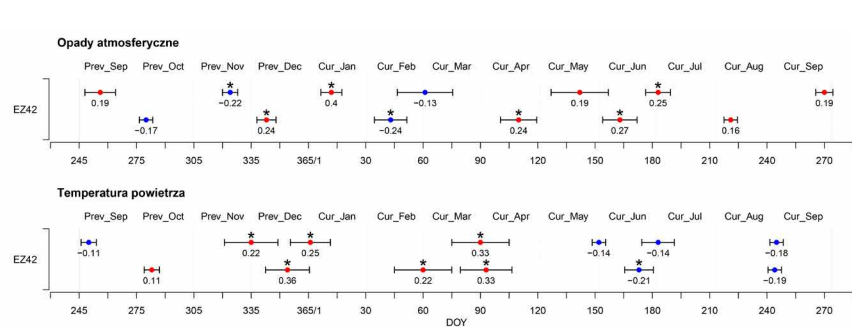 Opady atmosferyczne
Prev_Sep Prev_Oct Prev_Nov Prev_Dec Cur_Jan Cur_Feb Cur_Mar Cur_Apr Cur_May Cur_Jun Cur_Jul Cur_Aug Cur_Sep
* * * * * * *
0.19 −0.22 0.4 −0.13 0.19 0.25 0.19
EZ42
−0.17 0.24 −0.24 0.24 0.27 0.16
245 275 305 335 365/1 30 60 90 120 150 180 210 240 270
Temperatura powietrza
Prev_Sep Prev_Oct Prev_Nov Prev_Dec Cur_Jan Cur_Feb Cur_Mar Cur_Apr Cur_May Cur_Jun Cur_Jul Cur_Aug Cur_Sep
* * * * * * *
−0.11 0.22 0.25 0.33 −0.14 −0.14 −0.18
EZ42
0.11 0.36 0.22 0.33 −0.21 −0.19
245 275 305 335 365/1 30 60 90 120 150 180 210 240 270
DOY